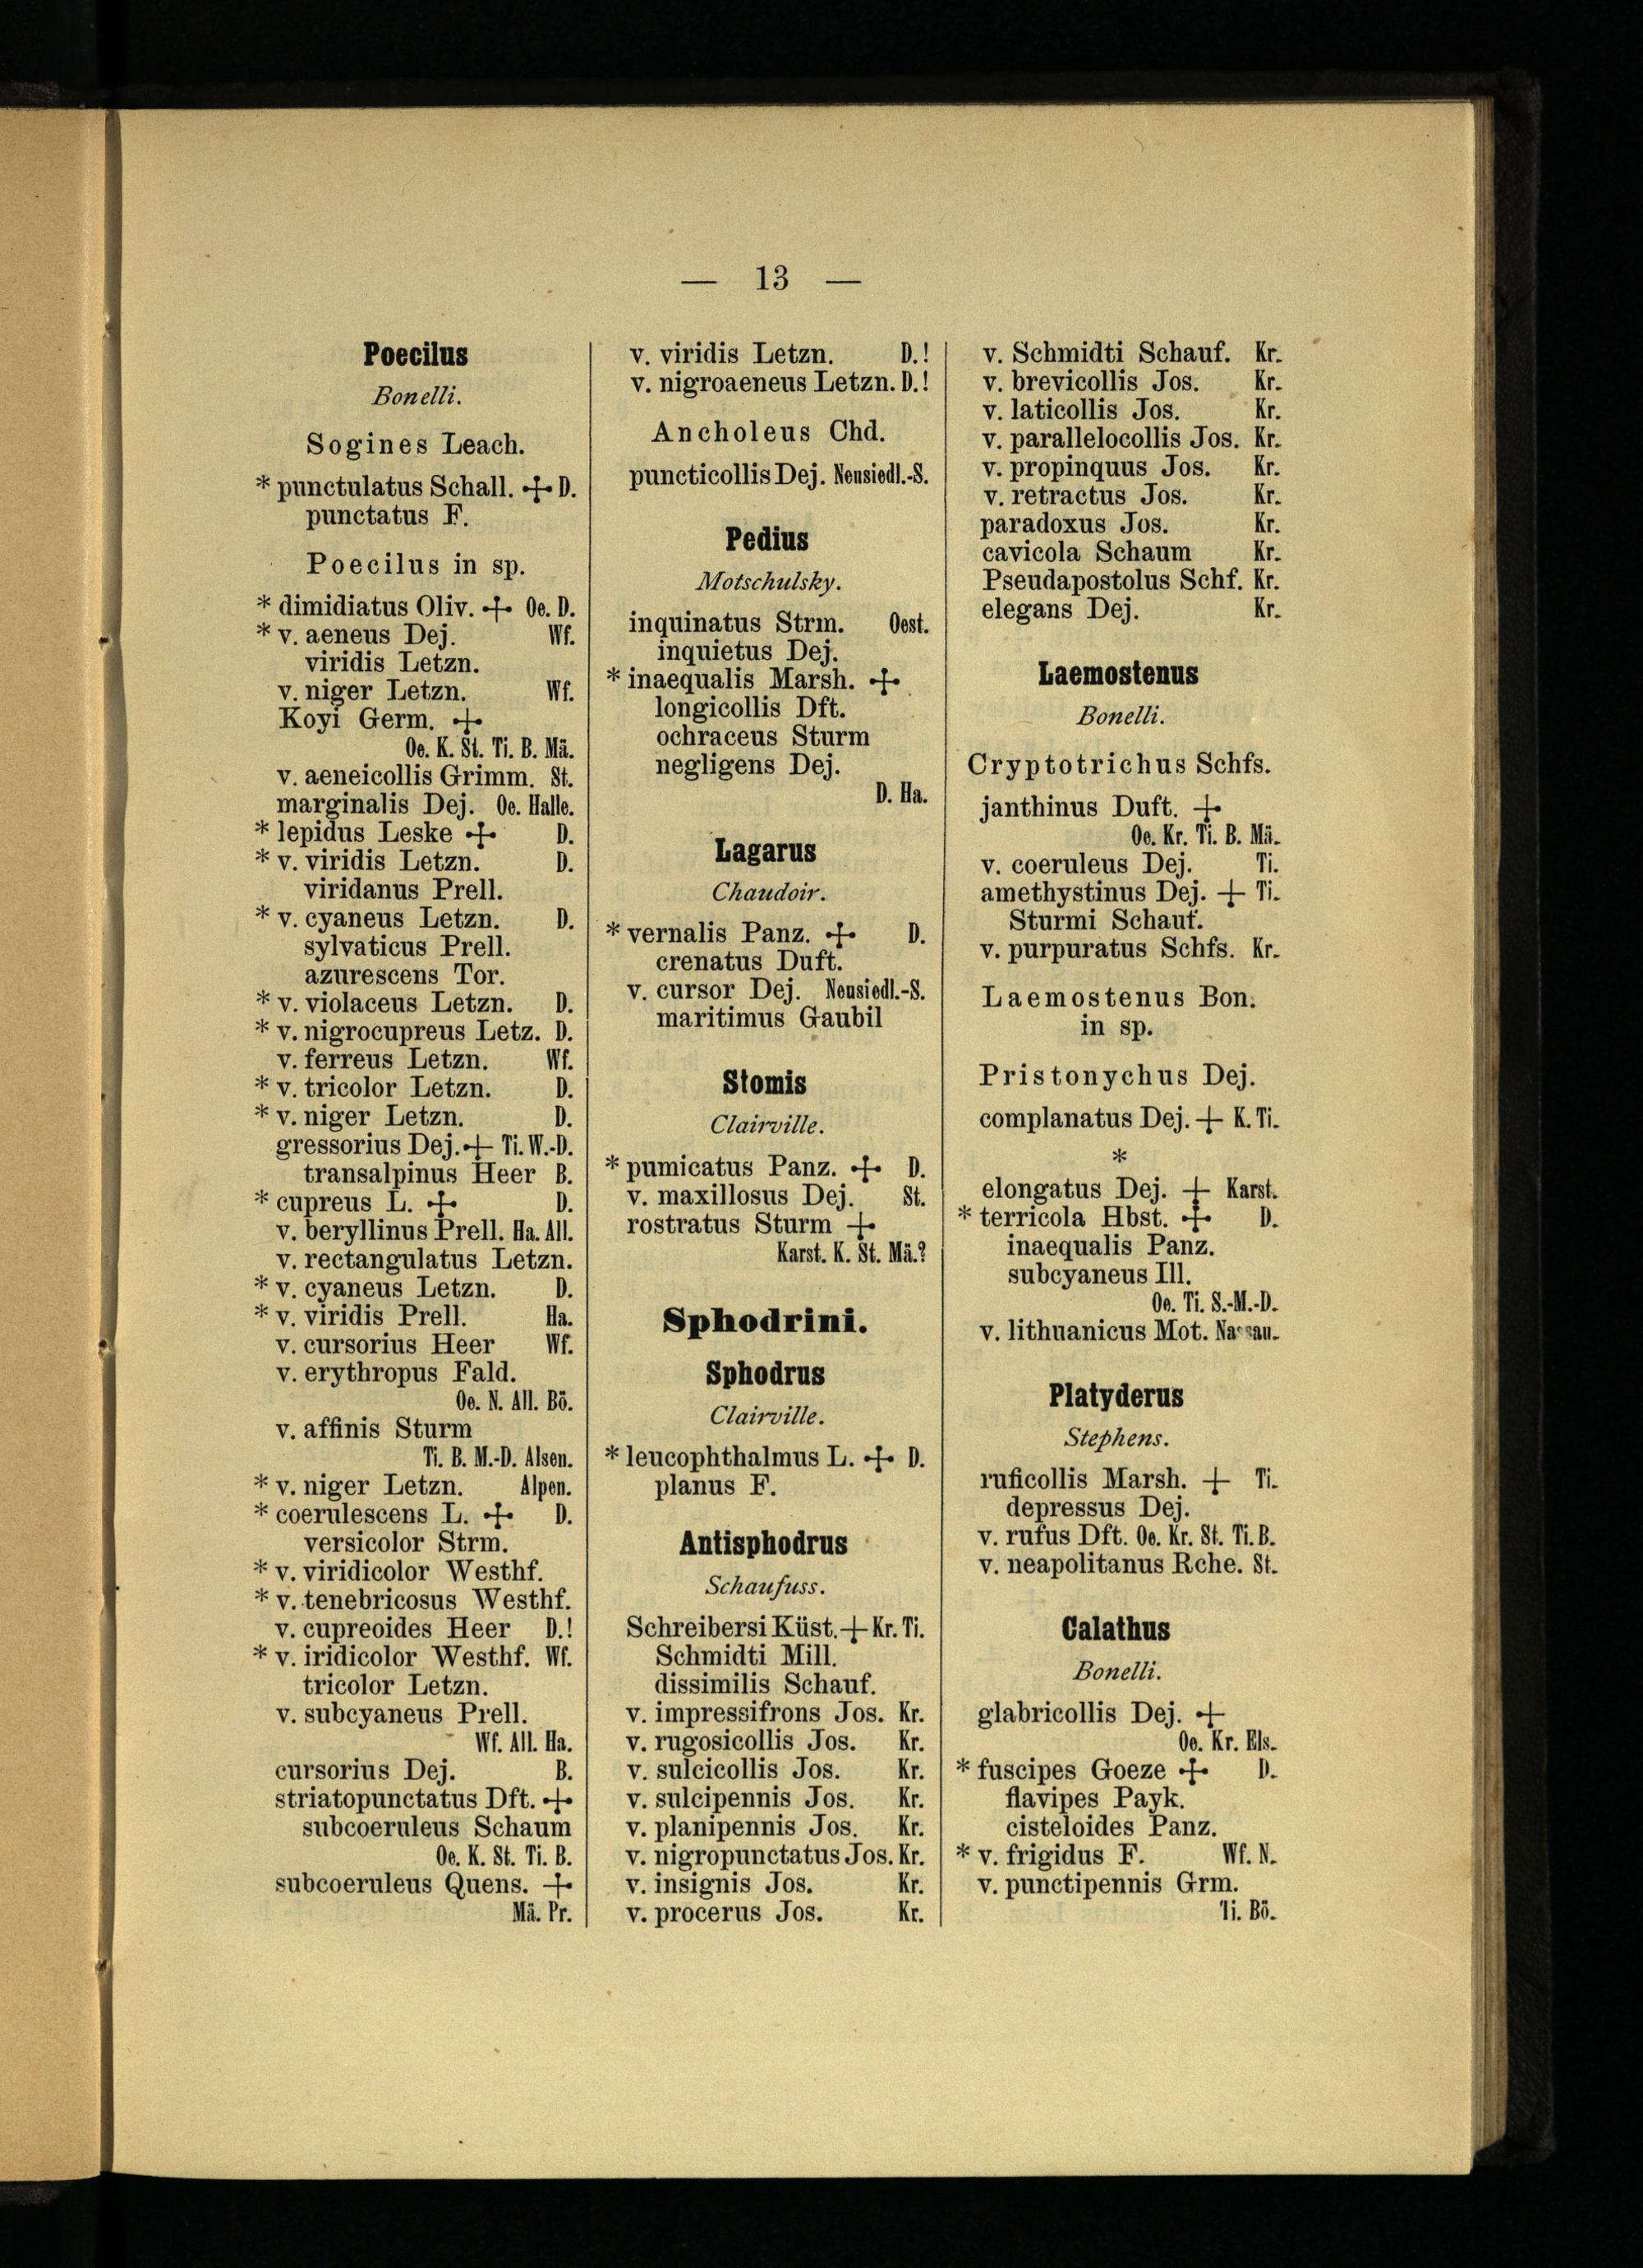 — 13 —
Poecilus
Bonelli.
Sogines Leach.
* punctulatus Schall. ·+· D.
punctatus F.
Poecilus in sp.
* dimidiatus Oliv. ·+· Oe. D.
* v. aeneus Dej. Wf.
viridis Letzn.
v. niger Letzn. Wf.
Koyi Germ. ·+·
Oe. K. St. Ti. B. Mä.
v. aeneicollis Grimm. St.
marginalis Dej. Oe. Halle.
* lepidus Leske ·+· D.
* v. viridis Letzn. D.
viridanus Prell.
* v. cyaneus Letzn. D.
sylvaticus Prell.
azurescens Tor.
* v. violaceus Letzn. D.
* v. nigrocupreus Letz. D.
v. ferreus Letzn. Wf.
* v. tricolor Letzn. D.
* v. niger Letzn. D.
gressorius Dej. ·+ Ti. W.-D.
transalpinus Heer B.
* cupreus L. ·+· D.
v. beryllinus Prell. Ha. All.
v. rectangulatus Letzn.
* v. cyaneus Letzn. D.
* v. viridis Prell. Ha.
v. cursorius Heer Wf.
v. erythropus Fald.
Oe. N. All. Bö.
v. affinis Sturm
Ti. B. M.-D. Alsen.
* v. niger Letzn. Alpen.
* coerulescens L. ·+· D.
versicolor Strm.
* v. viridicolor Westhf.
* v. tenebricosus Westhf.
v. cupreoides Heer D.!
* v. iridicolor Westhf. Wf.
tricolor Letzn.
v. subcyaneus Prell.
Wf. All. Ha.
cursorius Dej. B.
striatopunctatus Dft. ·+·
subcoeruleus Schaum
Oe. K. St. Ti. B.
subcoeruleus Quens. +·
Mä. Pr.
v. viridis Letzn. D.!
v. nigroaeneus Letzn. D.!
Ancholeus Chd.
puncticollis Dej. Neusiedl.-S.
Pedius
Motschulsky.
inquinatus Strm. Oest.
inquietus Dej.
* inaequalis Marsh. ·+·
longicollis Dft.
ochraceus Sturm
negligens Dej.
D. Ha.
Lagarus
Chaudoir.
* vernalis Panz. ·+· D.
crenatus Duft.
v. cursor Dej. Neusiedl.-S.
maritimus Gaubil
Stomis
Clairville.
* pumicatus Panz. ·+· D.
v. maxillosus Dej. St.
rostratus Sturm +·
Karst. K. St. Mä.?
Sphodrini.
Sphodrus
Clairville.
* leucophthalmus L. ·+· D.
planus F.
Antisphodrus
Schaufuss.
Schreibersi Küst. + Kr. Ti.
Schmidti Mill.
dissimilis Schauf.
v. impressifrons Jos. Kr.
v. rugosicollis Jos. Kr.
v. sulcicollis Jos. Kr.
v. sulcipennis Jos. Kr.
v. planipennis Jos. Kr.
v. nigropunctatus Jos. Kr.
v. insignis Jos. Kr.
v. procerus Jos. Kr.
v. Schmidti Schauf. Kr.
v. brevicollis Jos. Kr.
v. laticollis Jos. Kr.
v. parallelocollis Jos. Kr.
v. propinquus Jos. Kr.
v. retractus Jos. Kr.
paradoxus Jos. Kr.
cavicola Schaum Kr.
Pseudapostolus Schf. Kr.
elegans Dej. Kr.
Laemostenus
Bonelli.
Cryptotrichus Schfs.
janthinus Duft. +·
Oe. Kr. Ti. B. Mä.
v. coeruleus Dej. Ti.
amethystinus Dej. + Ti.
Sturmi Schauf.
v. purpuratus Schfs. Kr.
Laemostenus Bon.
in sp.
Pristonychus Dej.
complanatus Dej. + K. Ti.
*
elongatus Dej. + Karst.
* terricola Hbst. ·+· D.
inaequalis Panz.
subcyaneus Ill.
Oe. Ti. S.-M.-D.
v. lithuanicus Mot. Nassau.
Platyderus
Stephens.
ruficollis Marsh. + Ti.
depressus Dej.
v. rufus Dft. Oe. Kr. St. Ti. B.
v. neapolitanus Rche. St.
Calathus
Bonelli.
glabricollis Dej. ·+
Oe. Kr. Els.
* fuscipes Goeze ·+· D.
flavipes Payk.
cisteloides Panz.
* v. frigidus F. Wf. N.
v. punctipennis Grm.
Ti. Bö.